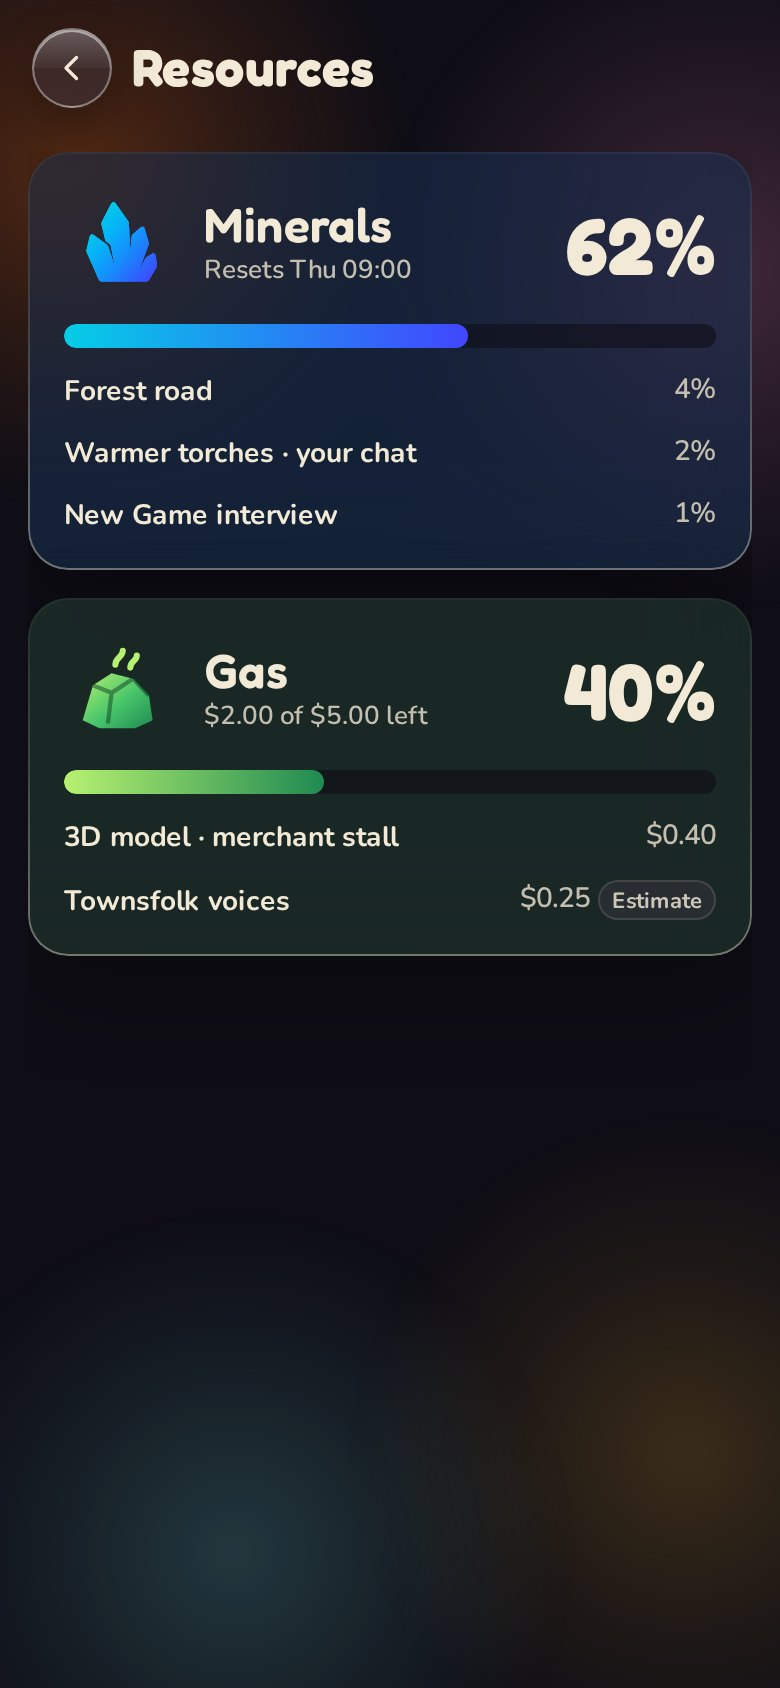 Resources
Minerals
Resets Thu 09:00
62%
Forest road
4%
Warmer torches · your chat
2%
New Game interview
1%
Gas
$2.00 of $5.00 left
40%
3D model · merchant stall
$0.40
Townsfolk voices
$0.25 Estimate